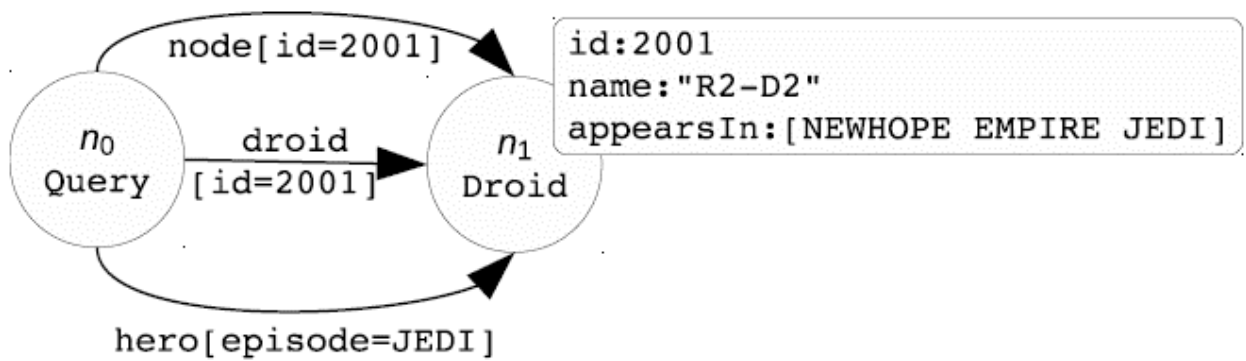 node[id=2001]
id:2001
name:"R2-D2"
appearsIn:[NEWHOPE EMPIRE JEDI]
n0
Query
droid
[id=2001]
n1
Droid
hero[episode=JEDI]